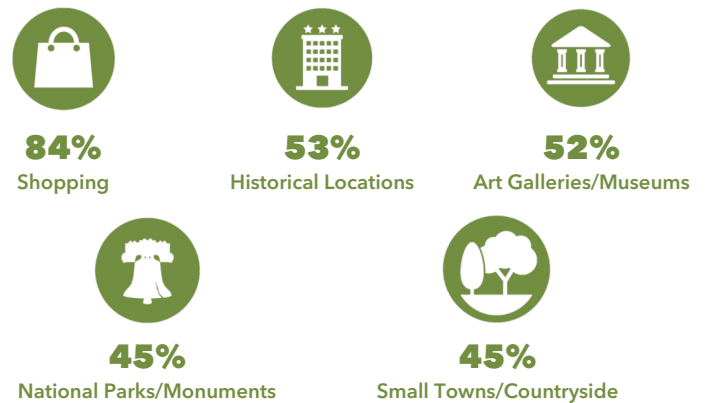 84%
Shopping
53%
Historical Locations
52%
Art Galleries/Museums
45%
National Parks/Monuments
45%
Small Towns/Countryside